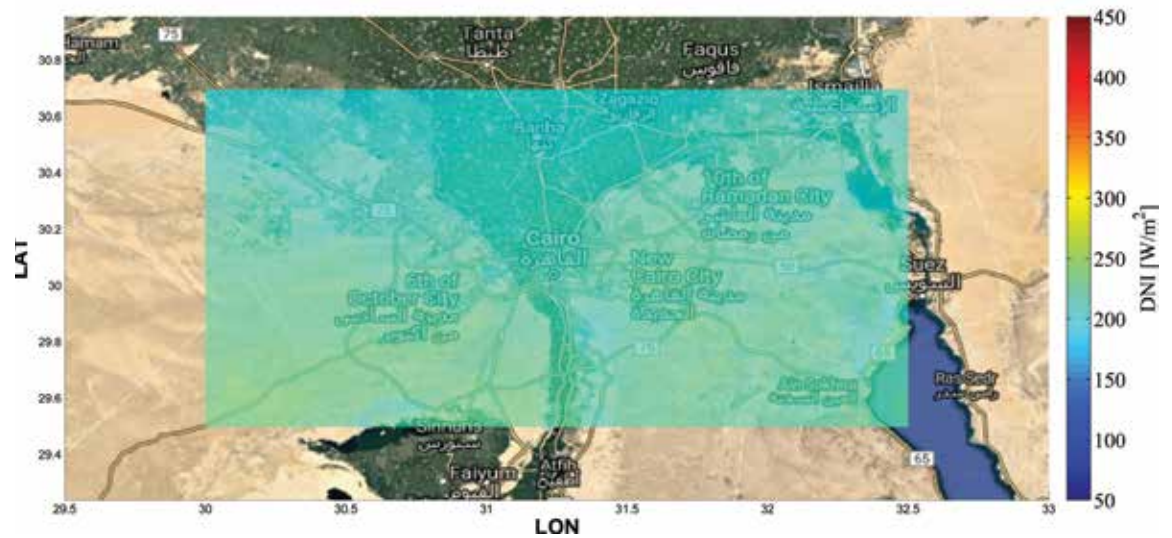 30.8
30.6
30.4
30.2
30
29.8
29.6
29.4
LAT
29.5
30
30.5
31
31.5
32
32.5
33
LON
75
Tanta
طنطا
Faqus
فاقوس
Ismailia
الإسماعيلية
Zagazig
الزقازيق
Banha
بنها
10th of
Ramadan City
مدينة العاشر
من رمضان
75
Cairo
القاهرة
New
Cairo City
مدينة القاهرة
الجديدة
50
Suez
السويس
6th of
October City
مدينة السادس
من أكتوبر
75
65
Ain Sokhna
العين السخنة
Ras Sedr
رأس سدر
Sinnuris
سنورس
Faiyum
الفيوم
Atfih
أطفيح
65
450
400
350
300
250
200
150
100
50
DNI [W/m²]